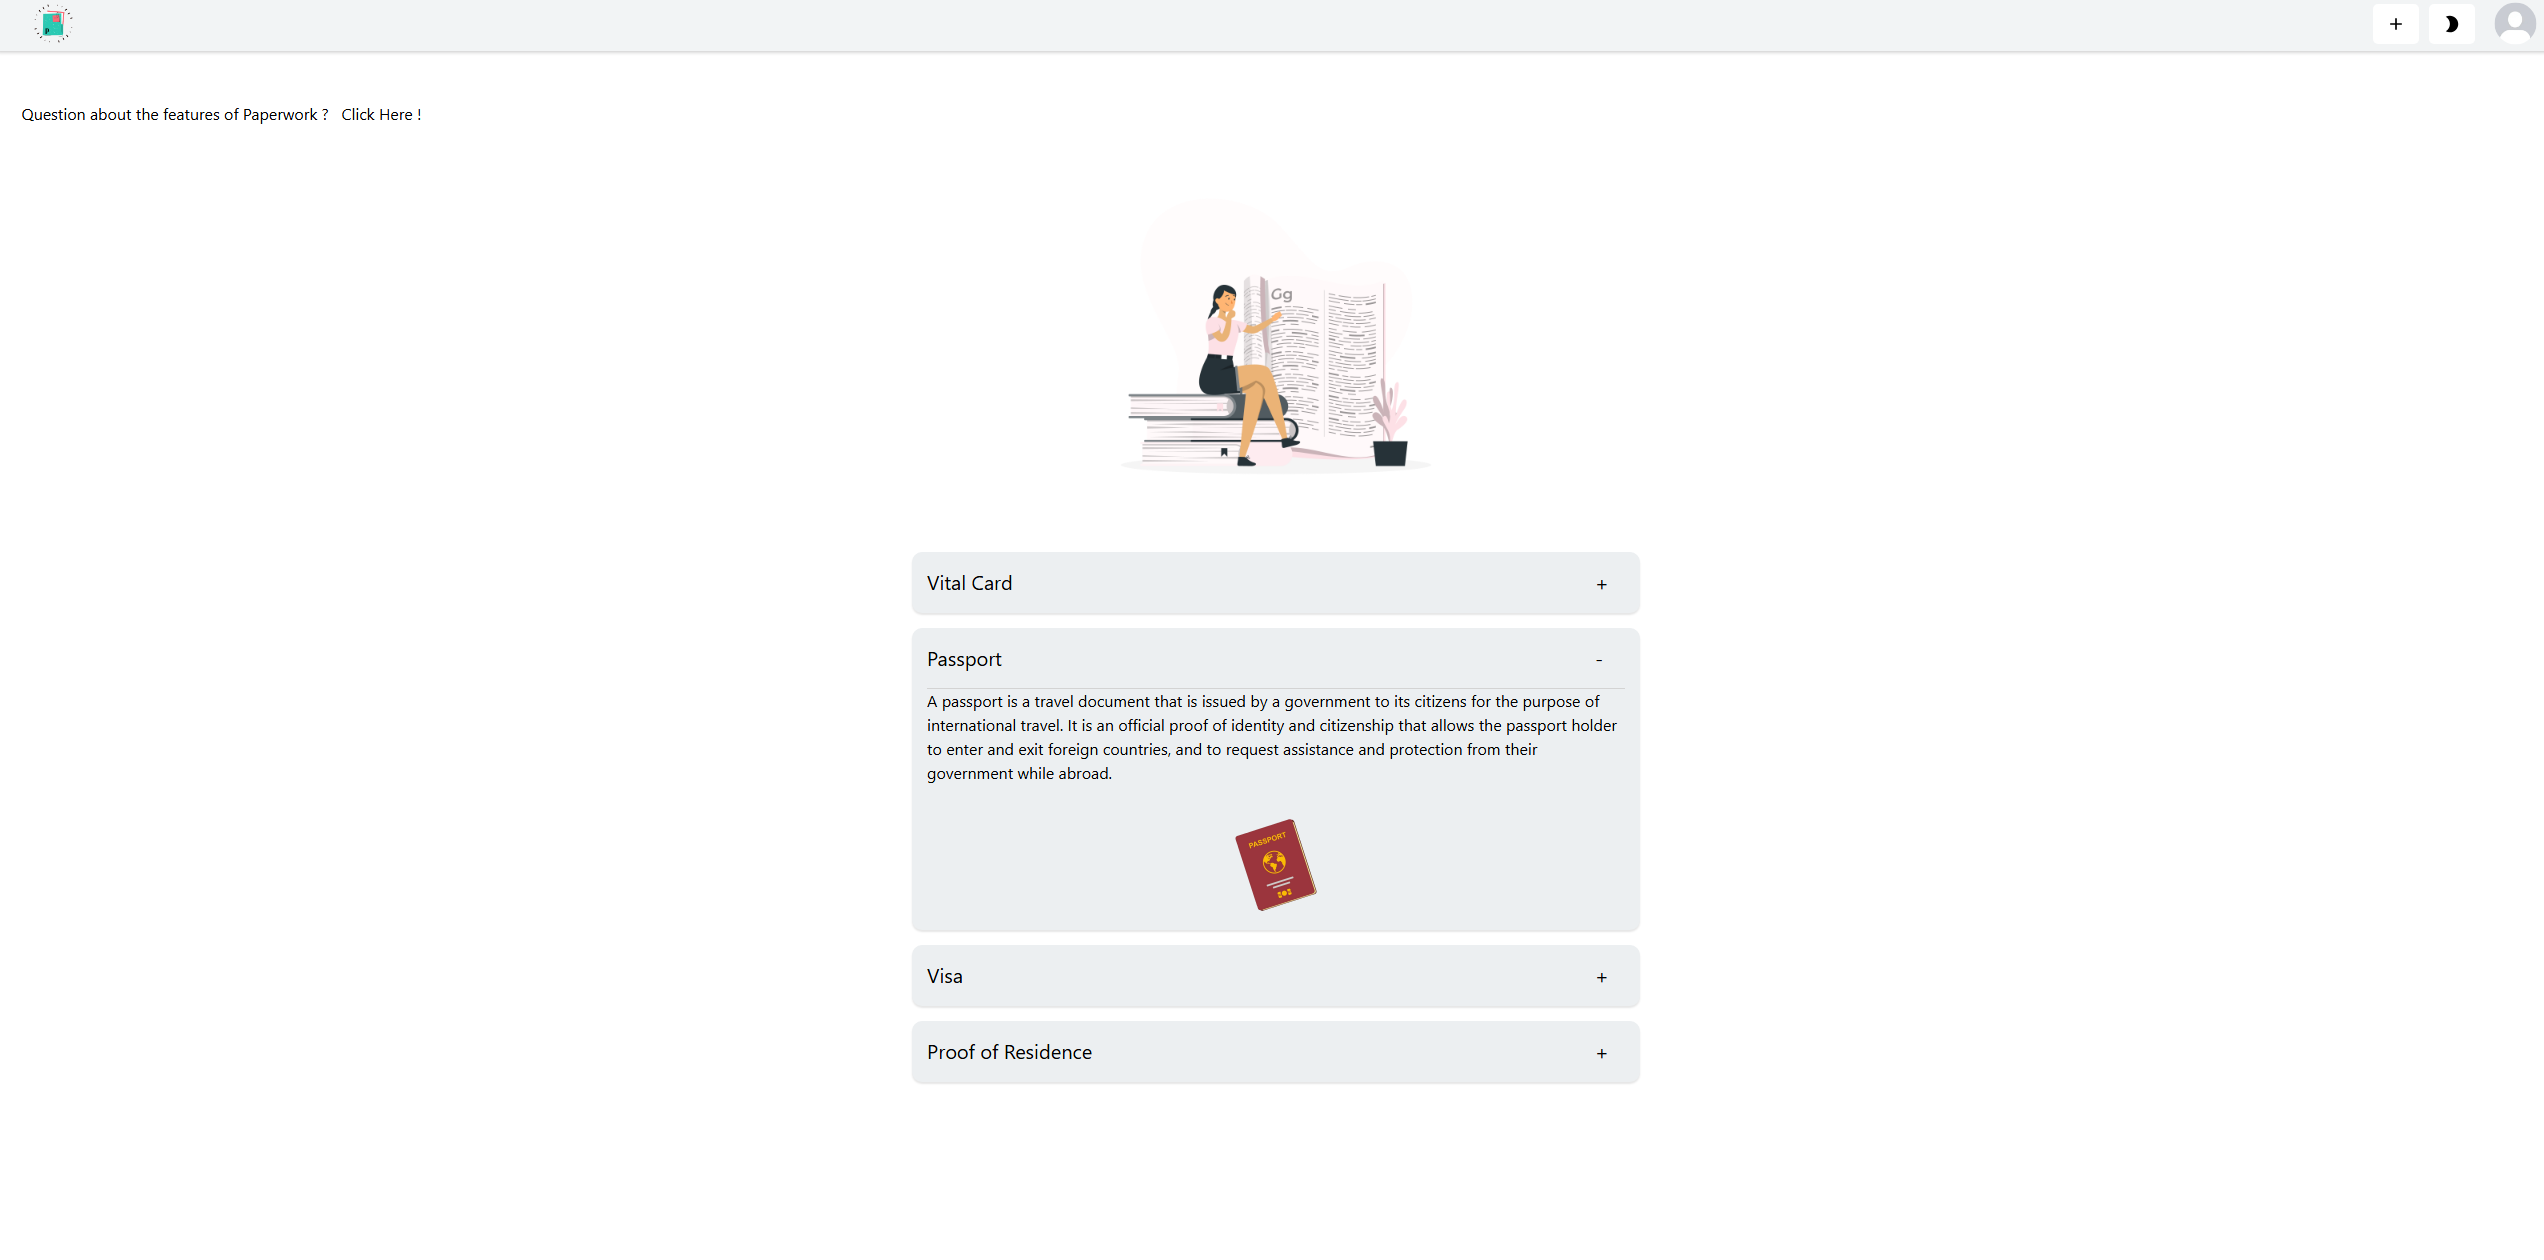 P
Question about the features of Paperwork ? Click Here !
Gg
Vital Card +
Passport -
A passport is a travel document that is issued by a government to its citizens for the purpose of
international travel. It is an official proof of identity and citizenship that allows the passport holder
to enter and exit foreign countries, and to request assistance and protection from their
government while abroad.
PASSPORT
Visa +
Proof of Residence +